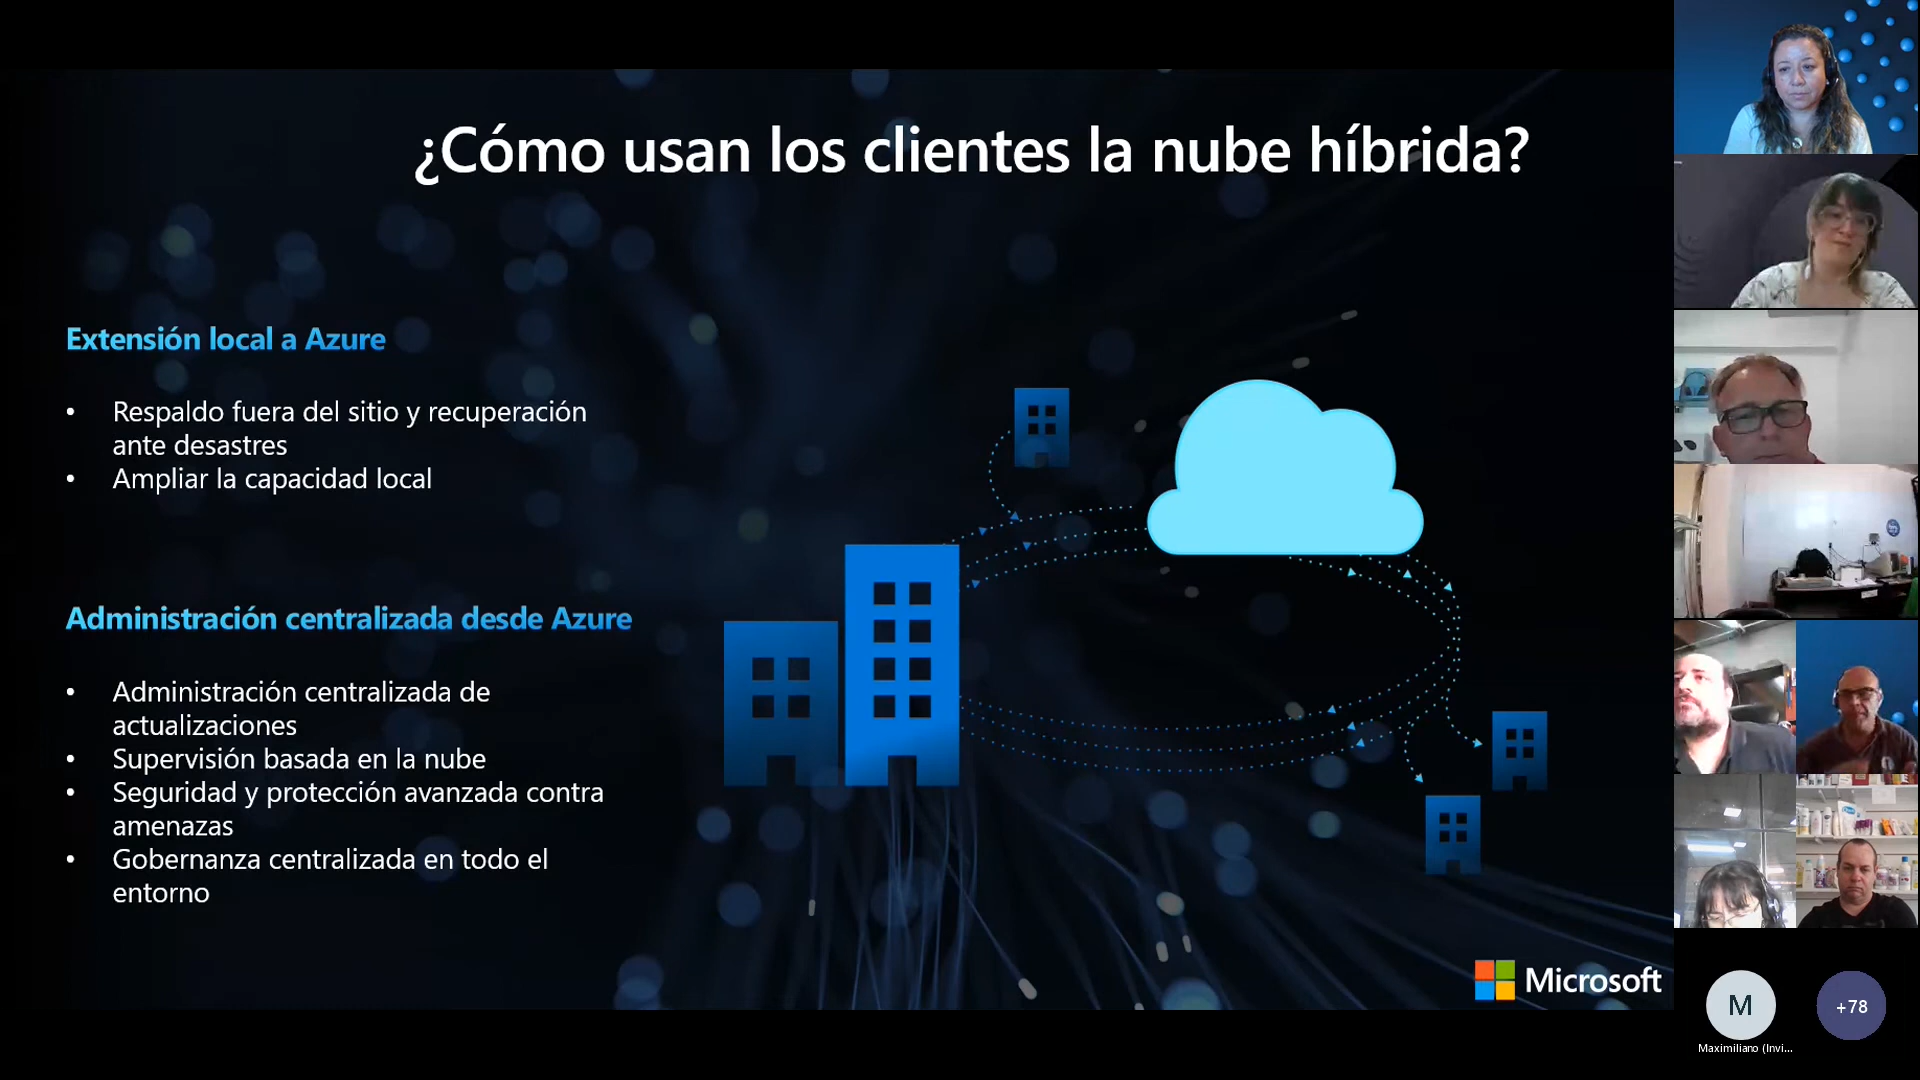 ¿Cómo usan los clientes la nube híbrida?
Extensión local a Azure
• Respaldo fuera del sitio y recuperación
ante desastres
• Ampliar la capacidad local
Administración centralizada desde Azure
• Administración centralizada de
actualizaciones
• Supervisión basada en la nube
• Seguridad y protección avanzada contra
amenazas
• Gobernanza centralizada en todo el
entorno
Microsoft
M
+78
Maximiliano (Invi...